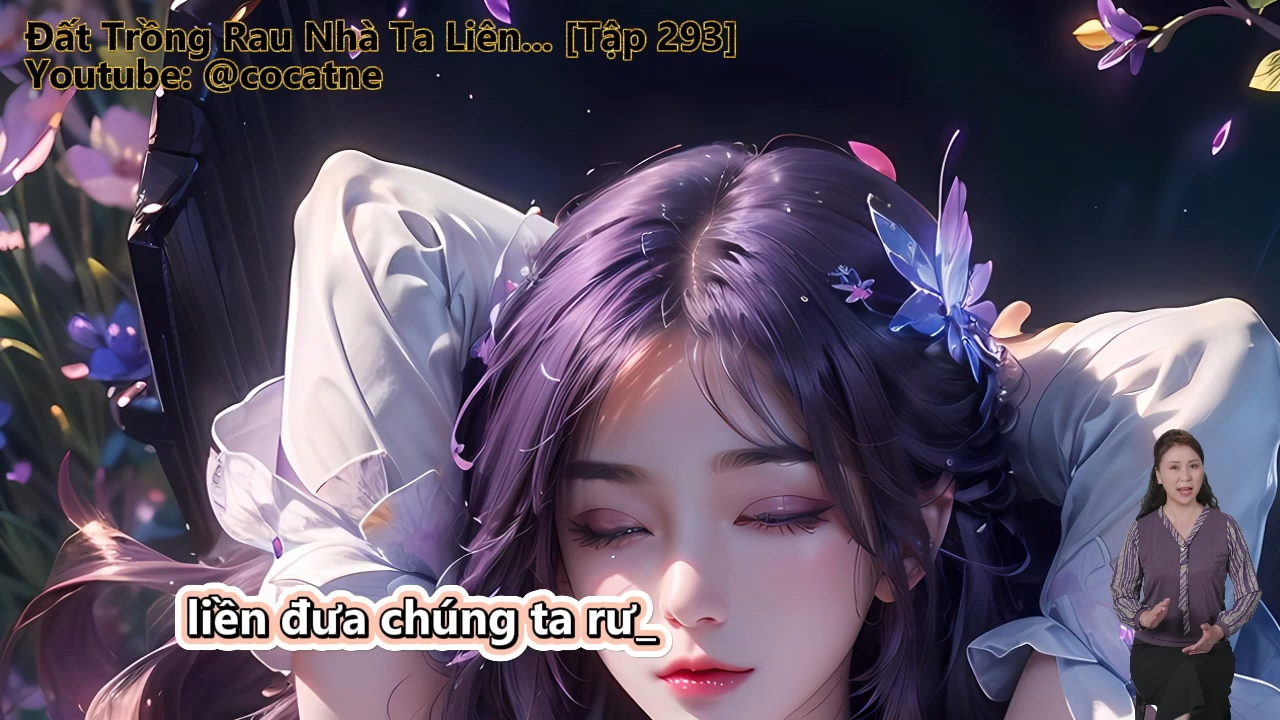 Đất Trồng Rau Nhà Ta Liên... [Tập 293]
Youtube: @cocatne
liền đưa chúng ta rư_